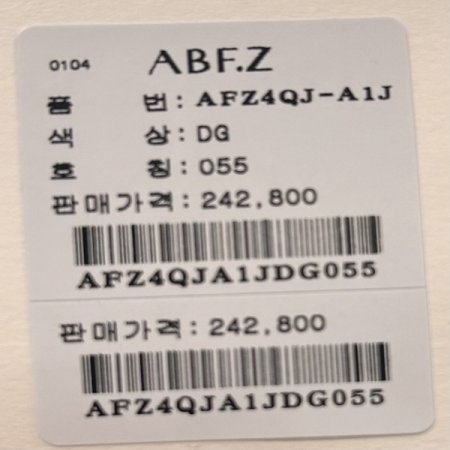 0104 ABF.Z
품 번: AFZ4QJ-A1J
색 상: DG
호 칭: 055
판매가격: 242,800
AFZ4QJA1JDG055
판매가격: 242,800
AFZ4QJA1JDG055